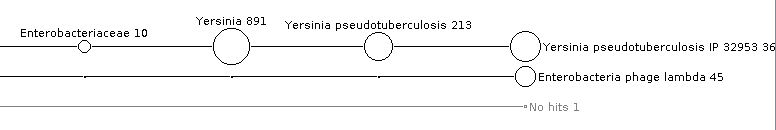 Yersinia 891
Yersinia pseudotuberculosis 213
Enterobacteriaceae 10
Yersinia pseudotuberculosis IP 32953 36
Enterobacteria phage lambda 45
No hits 1